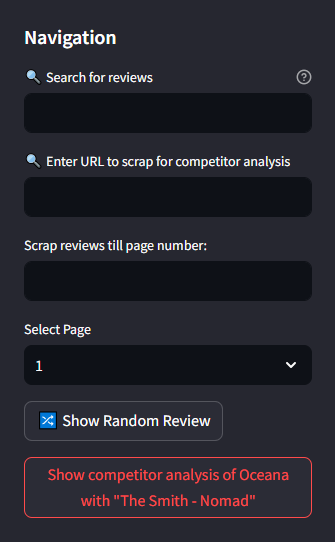 Navigation
🔍 Search for reviews
🔍 Enter URL to scrap for competitor analysis
Scrap reviews till page number:
Select Page
1
🔀 Show Random Review
Show competitor analysis of Oceana
with "The Smith - Nomad"